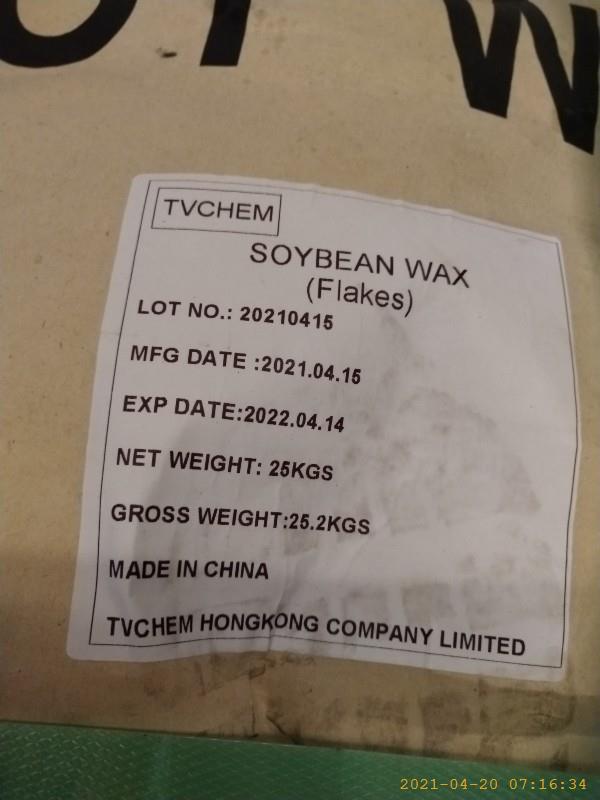 TVCHEM
SOYBEAN WAX
(Flakes)
LOT NO.: 20210415
MFG DATE :2021.04.15
EXP DATE:2022.04.14
NET WEIGHT: 25KGS
GROSS WEIGHT:25.2KGS
MADE IN CHINA
TVCHEM HONGKONG COMPANY LIMITED
2021-04-20 07:16:34